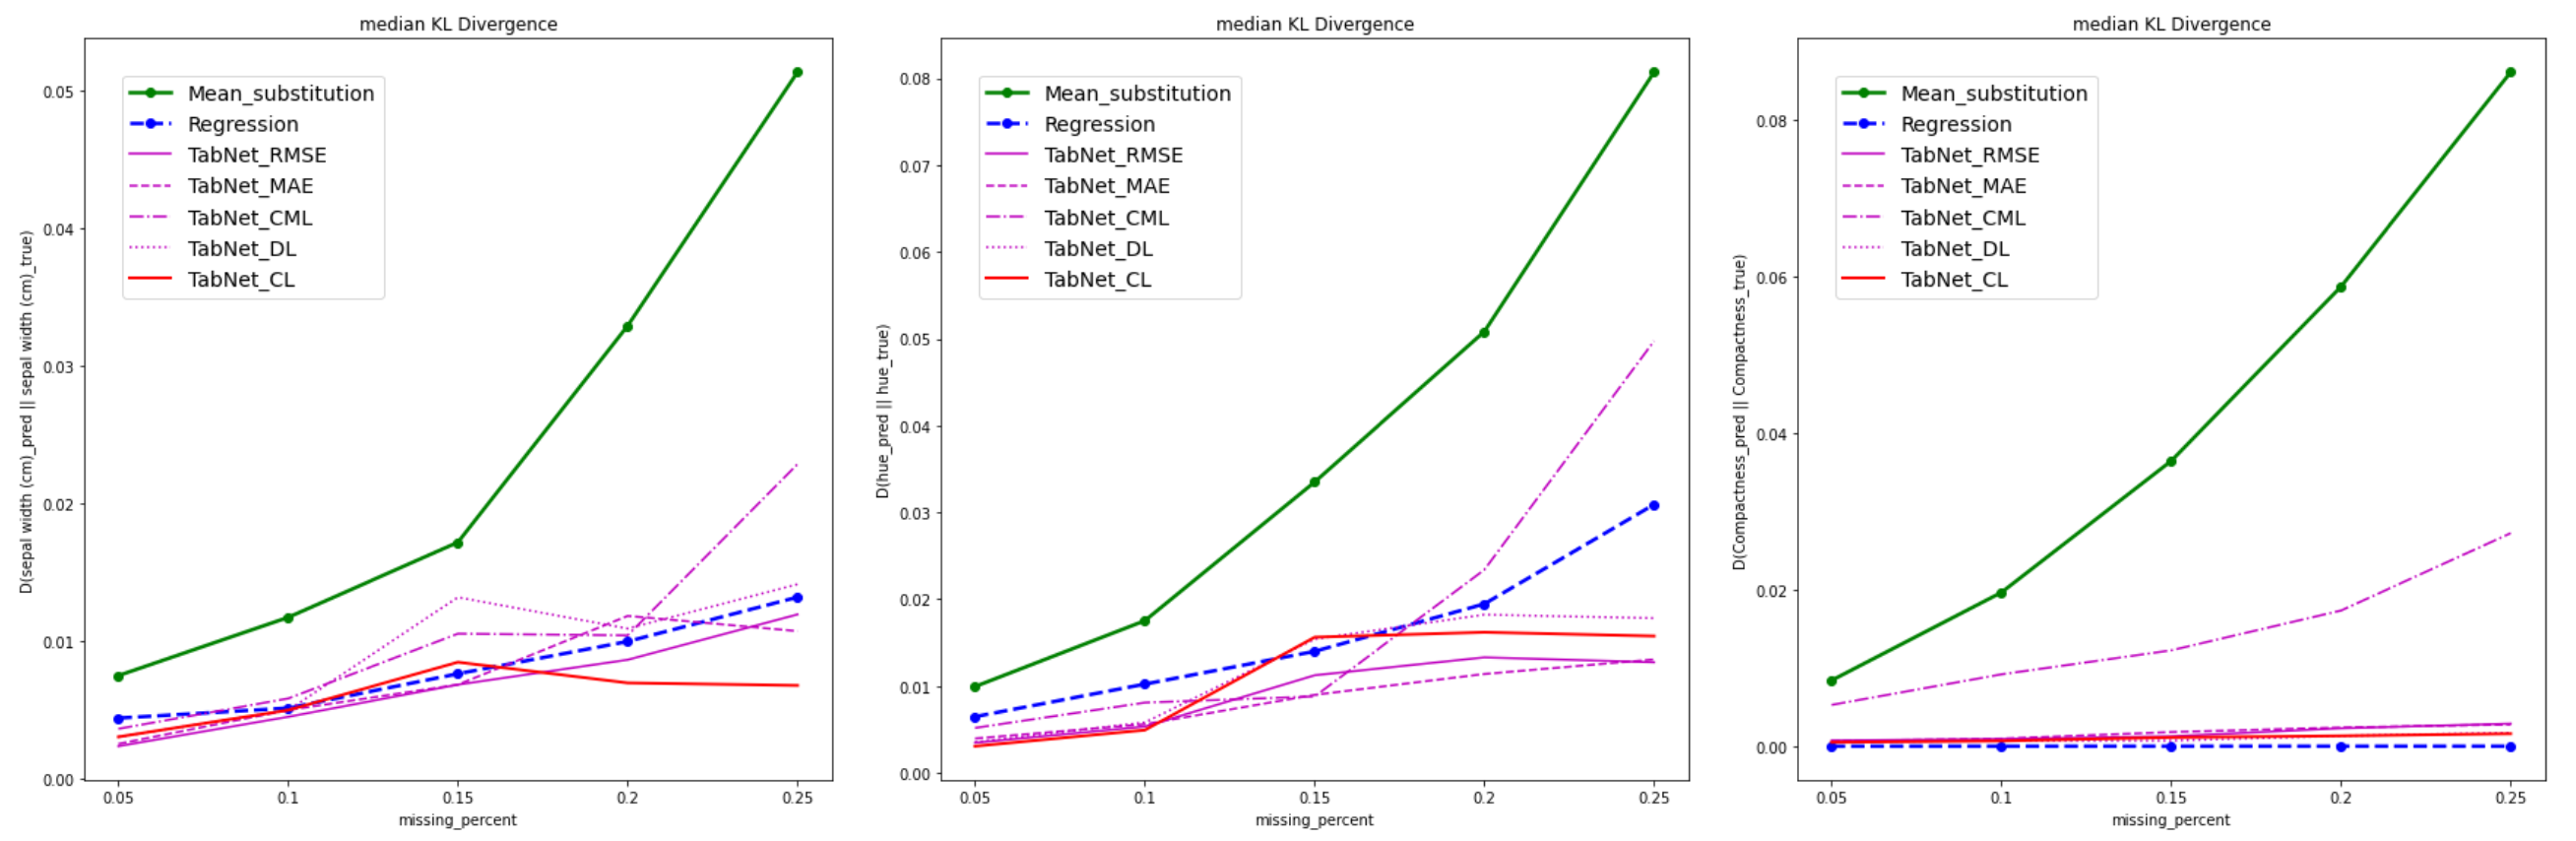 median KL Divergence
D(sepal width (cm)_pred || sepal width (cm)_true)
0.05
0.04
0.03
0.02
0.01
0.00
Mean_substitution
Regression
TabNet_RMSE
TabNet_MAE
TabNet_CML
TabNet_DL
TabNet_CL
0.05 0.1 0.15 0.2 0.25
missing_percent
median KL Divergence
D(hue_pred || hue_true)
0.08
0.07
0.06
0.05
0.04
0.03
0.02
0.01
0.00
Mean_substitution
Regression
TabNet_RMSE
TabNet_MAE
TabNet_CML
TabNet_DL
TabNet_CL
0.05 0.1 0.15 0.2 0.25
missing_percent
median KL Divergence
D(Compactness_pred || Compactness_true)
0.08
0.06
0.04
0.02
0.00
Mean_substitution
Regression
TabNet_RMSE
TabNet_MAE
TabNet_CML
TabNet_DL
TabNet_CL
0.05 0.1 0.15 0.2 0.25
missing_percent